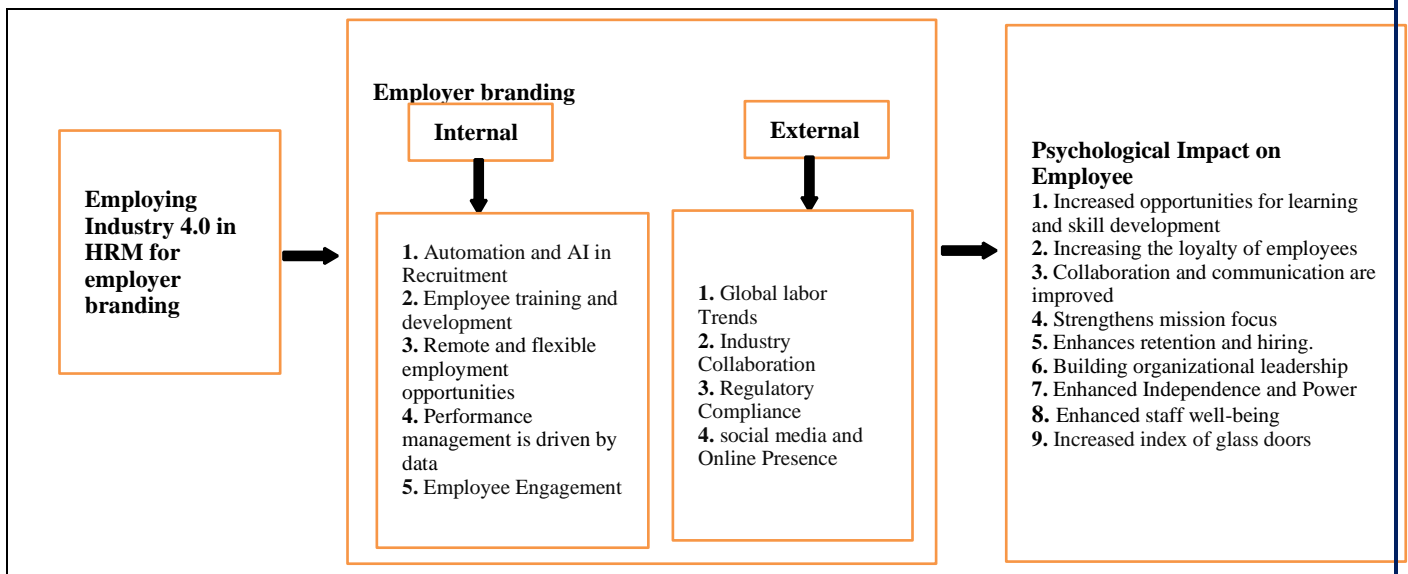 Employing
Industry 4.0 in
HRM for
employer
branding
Employer branding
Internal
1. Automation and AI in
Recruitment
2. Employee training and
development
3. Remote and flexible
employment
opportunities
4. Performance
management is driven by
data
5. Employee Engagement
External
1. Global labor
Trends
2. Industry
Collaboration
3. Regulatory
Compliance
4. social media and
Online Presence
Psychological Impact on
Employee
1. Increased opportunities for learning
and skill development
2. Increasing the loyalty of employees
3. Collaboration and communication are
improved
4. Strengthens mission focus
5. Enhances retention and hiring.
6. Building organizational leadership
7. Enhanced Independence and Power
8. Enhanced staff well-being
9. Increased index of glass doors